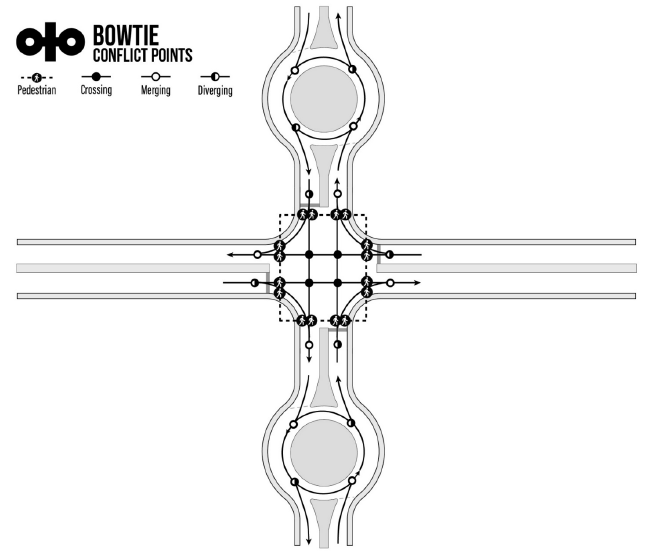 BOWTIE
CONFLICT POINTS
Pedestrian Crossing Merging Diverging